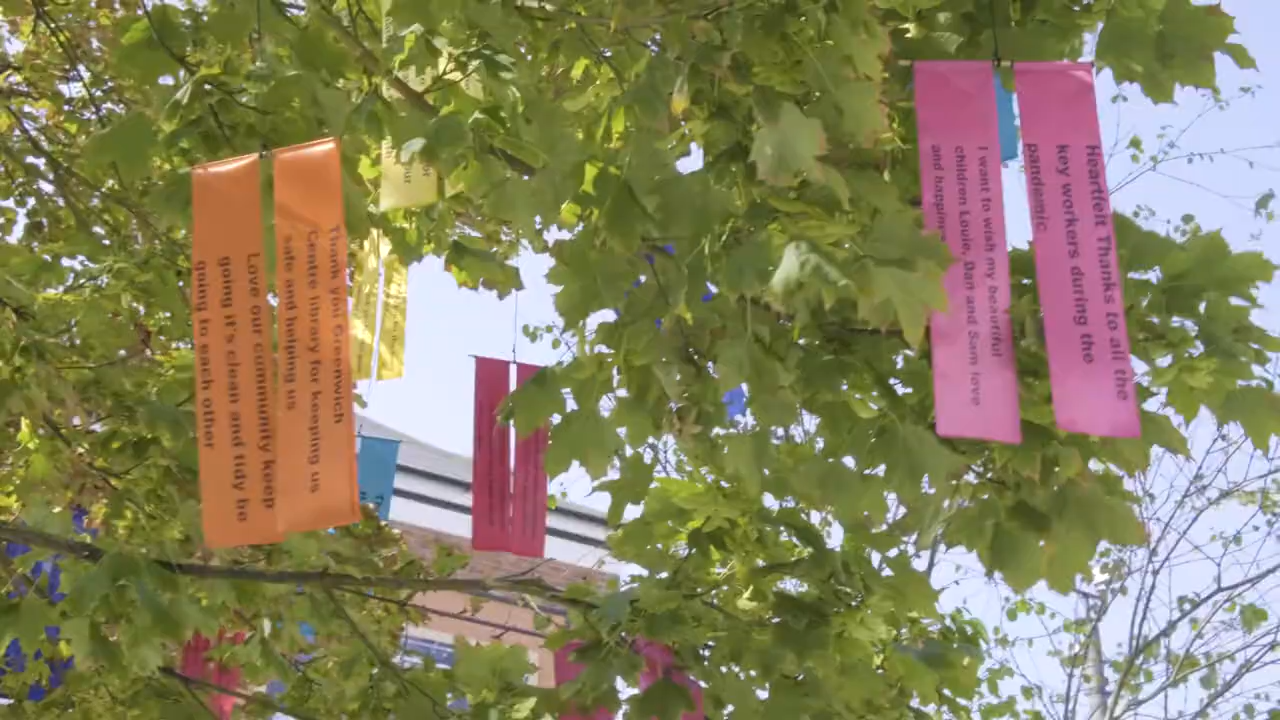 Thank you Greenwich
Centre library for keeping us
safe and helping us
Love our community keep
going it's clean and tidy be
going to each other
Heartfelt Thanks to all the
key workers during the
pandemic
I want to wish my beautiful
children Louie, Dan and Sam love
and happiness